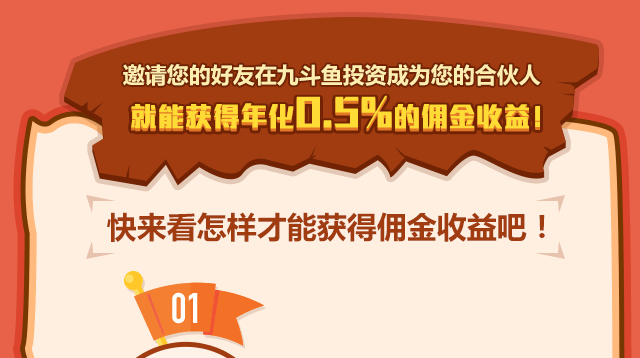 邀请您的好友在九斗鱼投资成为您的合伙人
就能获得年化0.5%的佣金收益!
快来看怎样才能获得佣金收益吧！
01